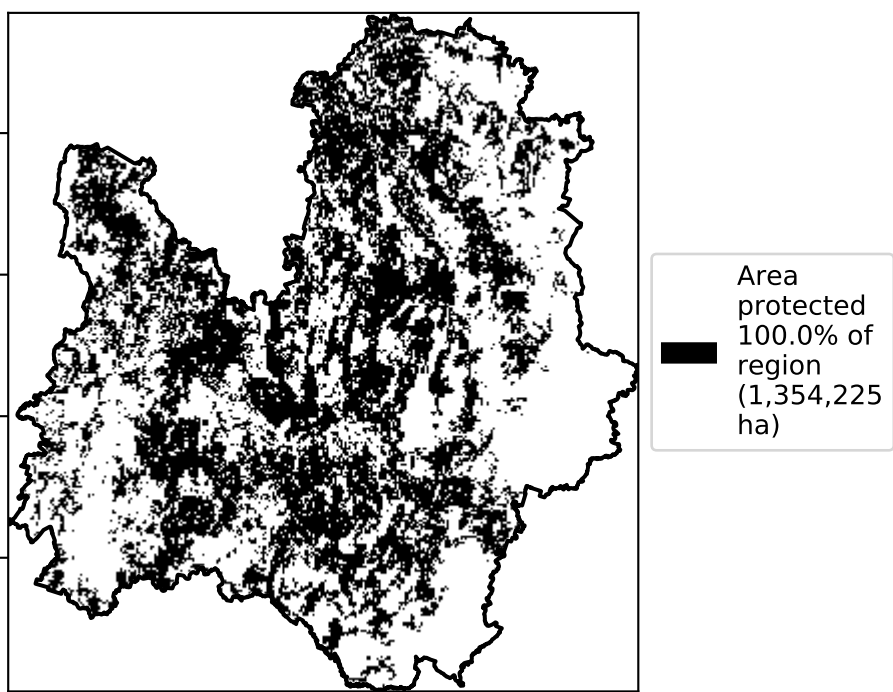 Area
protected
100.0% of
region
(1,354,225
ha)